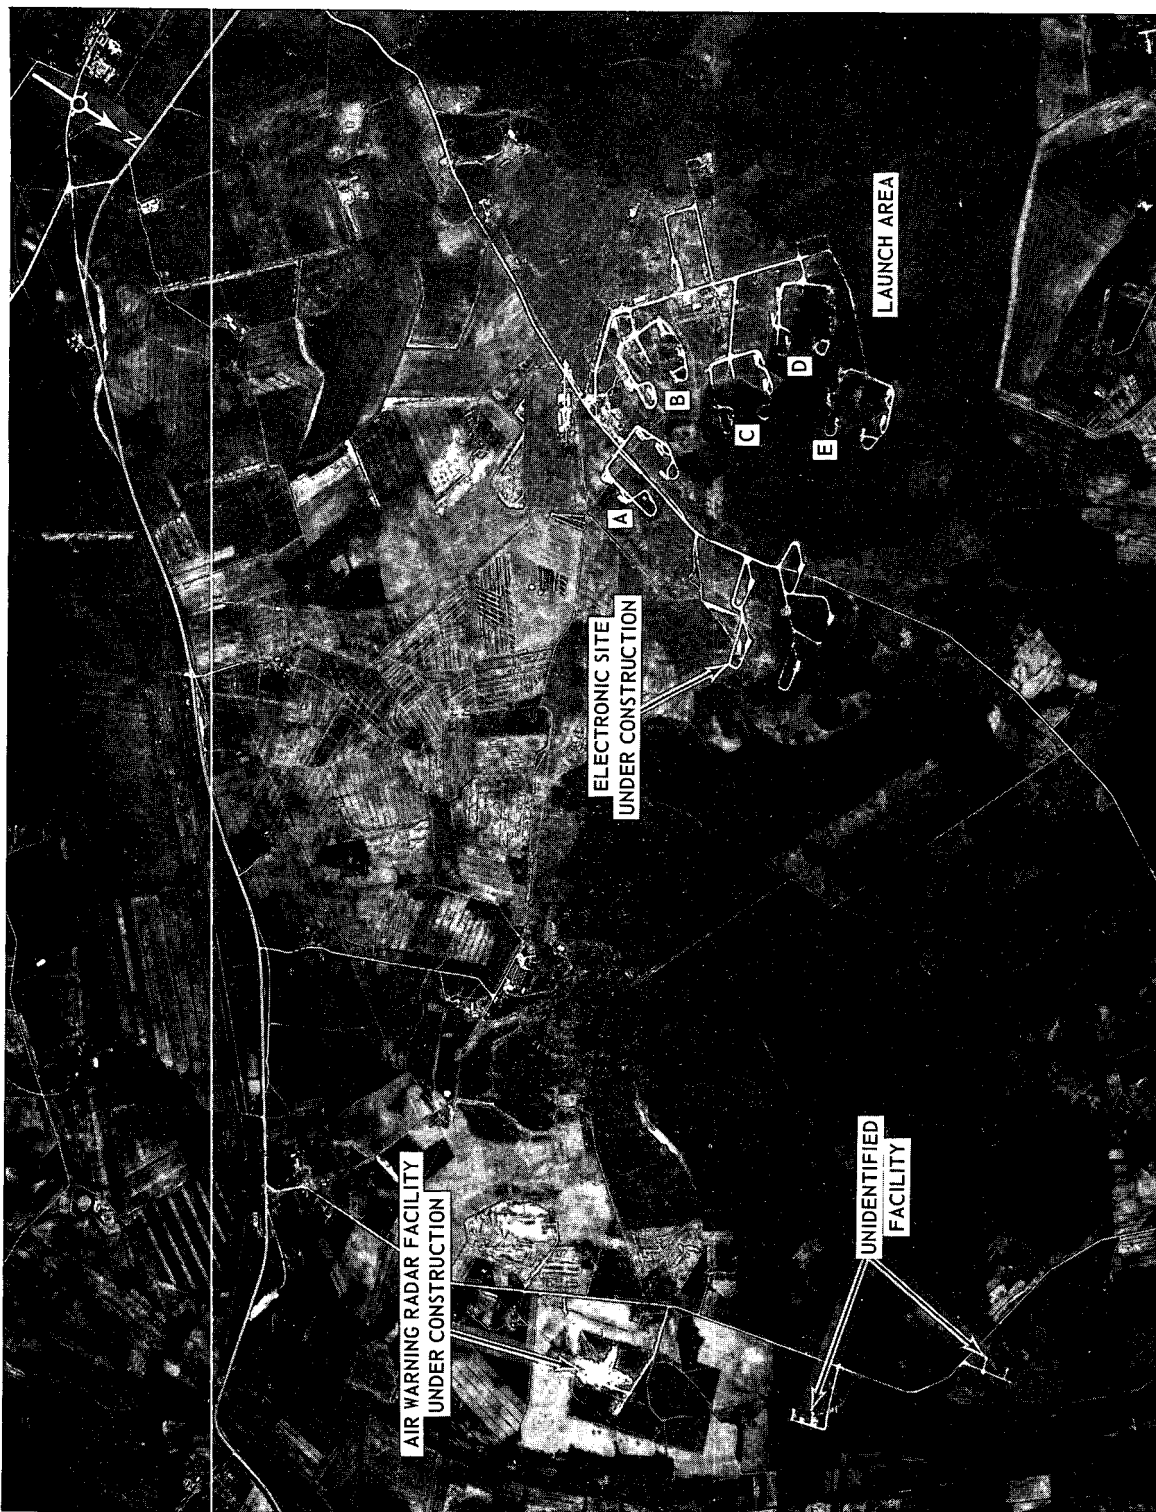 N
AIR WARNING RADAR FACILITY
UNDER CONSTRUCTION
ELECTRONIC SITE
UNDER CONSTRUCTION
A
B
C
D
E
UNIDENTIFIED
FACILITY
LAUNCH AREA